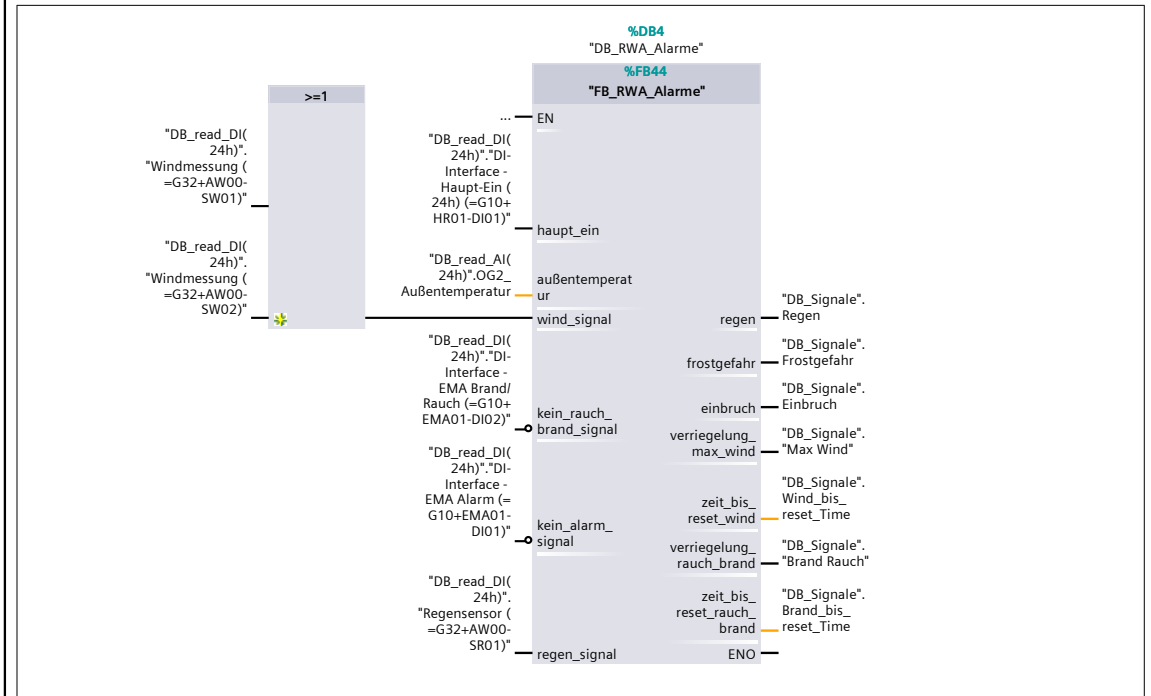 %DB4
"DB_RWA_Alarme"
%FB44
"FB_RWA_Alarme"
>=1
"DB_read_DI(
24h)".
"Windmessung (
=G32+AW00-
SW01)"
"DB_read_DI(
24h)".
"Windmessung (
=G32+AW00-
SW02)"
...
EN
"DB_read_DI(
24h)"."DI-
Interface -
Haupt-Ein (
24h) (=G10+
HR01-DI01)"
haupt_ein
"DB_read_AI(
24h)".OG2_
Außentemperatur
außentemperat
ur
wind_signal
"DB_read_DI(
24h)"."DI-
Interface -
EMA Brand/
Rauch (=G10+
EMA01-DI02)"
kein_rauch_
brand_signal
"DB_read_DI(
24h)"."DI-
Interface -
EMA Alarm (=
G10+EMA01-
DI01)"
kein_alarm_
signal
"DB_read_DI(
24h)".
"Regensensor (
=G32+AW00-
SR01)"
regen_signal
regen
"DB_Signale".
Regen
frostgefahr
"DB_Signale".
Frostgefahr
einbruch
"DB_Signale".
Einbruch
verriegelung_
max_wind
"DB_Signale".
"Max Wind"
zeit_bis_
reset_wind
"DB_Signale".
Wind_bis_
reset_Time
verriegelung_
rauch_brand
"DB_Signale".
"Brand Rauch"
zeit_bis_
reset_rauch_
brand
"DB_Signale".
Brand_bis_
reset_Time
ENO